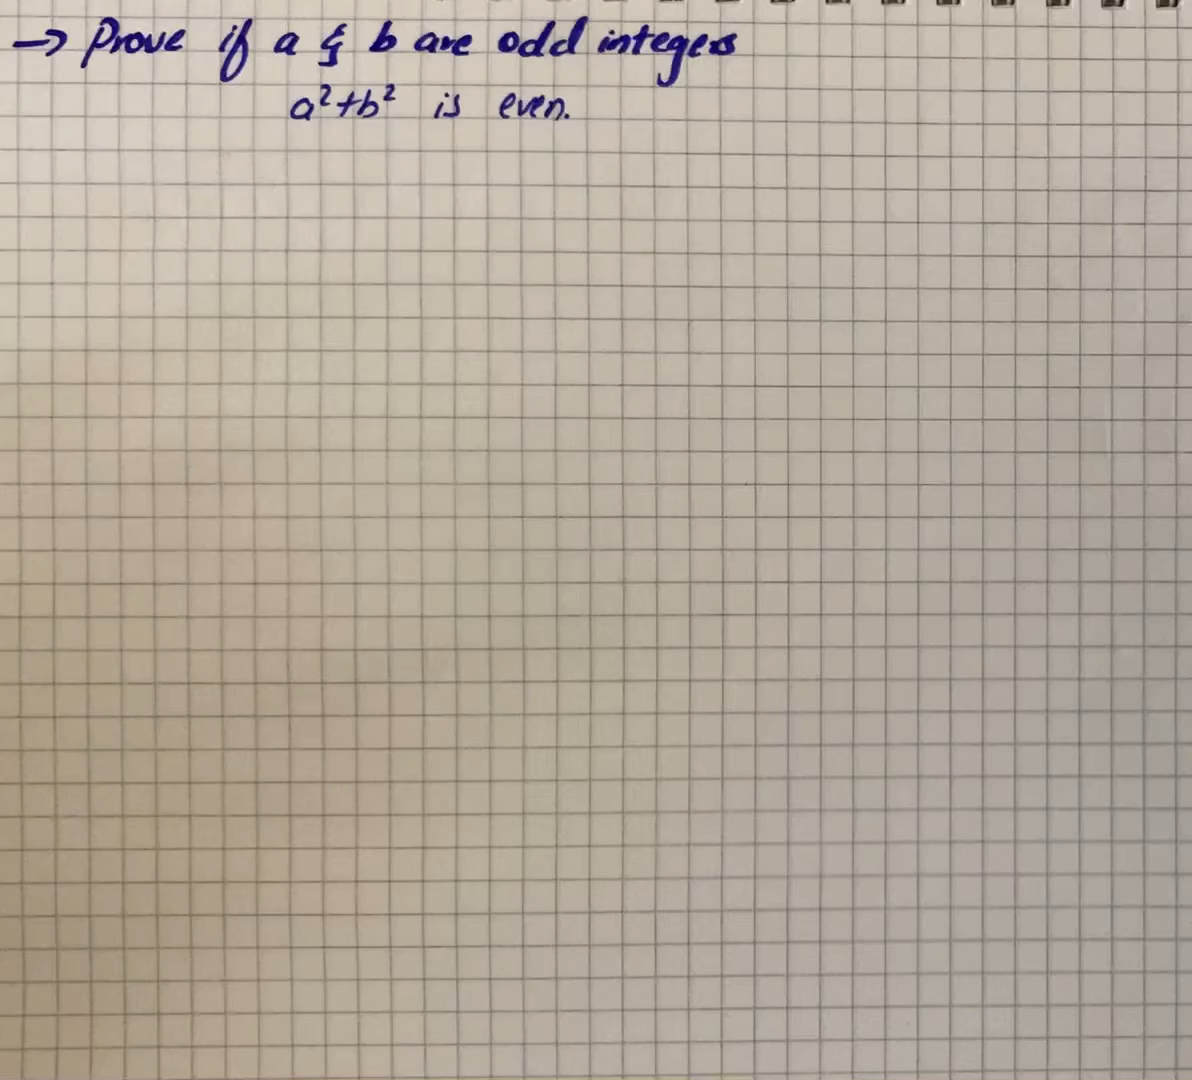 → Prove if a & b are odd integers
a²+b² is even.